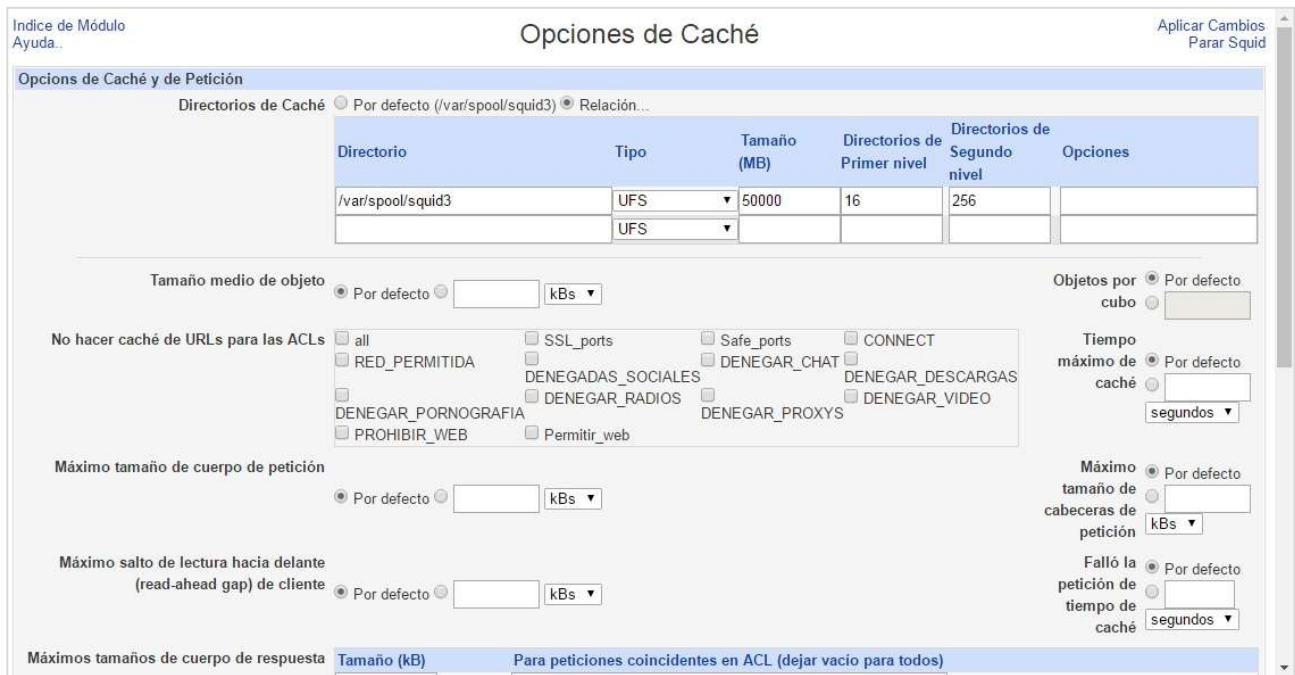 Indice de Módulo
Ayuda..
Opciones de Caché
Aplicar Cambios
Parar Squid
Opcions de Caché y de Petición
Directorios de Caché Por defecto (/var/spool/squid3) Relación...
Directorio Tipo Tamaño (MB) Directorios de Primer nivel Directorios de Segundo nivel Opciones
/var/spool/squid3 UFS 50000 16 256
UFS
Tamaño medio de objeto Por defecto kBs
Objetos por cubo Por defecto
No hacer caché de URLs para las ACLs
all SSL_ports Safe_ports CONNECT
RED_PERMITIDA DENEGADAS_SOCIALES DENEGAR_CHAT DENEGAR_DESCARGAS
DENEGAR_PORNOGRAFIA DENEGAR_RADIOS DENEGAR_PROXYS DENEGAR_VIDEO
PROHIBIR_WEB Permitir_web
Tiempo máximo de caché Por defecto
segundos
Máximo tamaño de cuerpo de petición Por defecto kBs
Máximo tamaño de cabeceras de petición Por defecto
kBs
Máximo salto de lectura hacia delante
(read-ahead gap) de cliente Por defecto kBs
Falló la petición de tiempo de caché Por defecto
segundos
Máximos tamaños de cuerpo de respuesta Tamaño (kB) Para peticiones coincidentes en ACL (dejar vacío para todos)